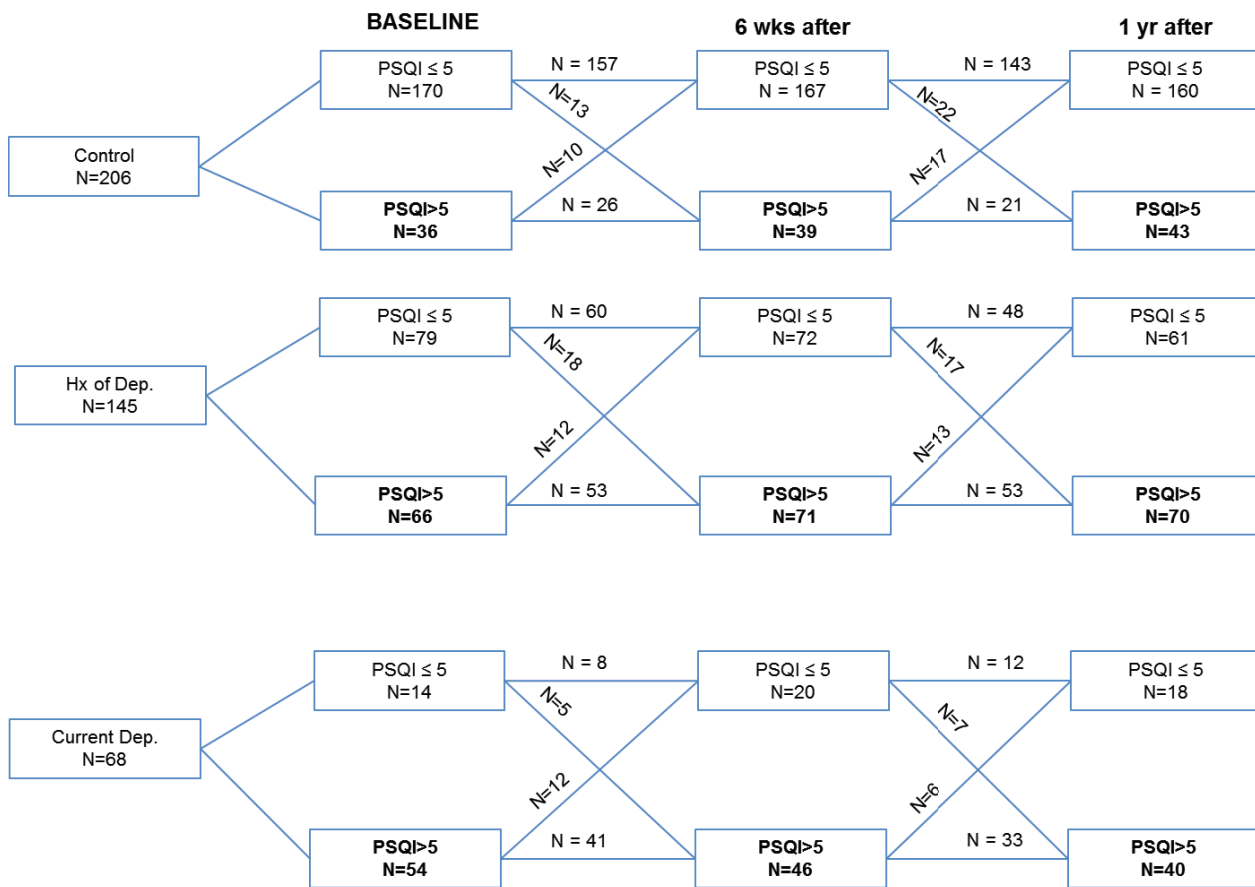 BASELINE
6 wks after
1 yr after
Control
N=206
PSQI ≤ 5
N=170
N = 157
N=13
N=10
N = 26
PSQI>5
N=36
PSQI ≤ 5
N = 167
N = 143
N=22
N=17
N = 21
PSQI>5
N=39
PSQI ≤ 5
N = 160
PSQI>5
N=43
Hx of Dep.
N=145
PSQI ≤ 5
N=79
N = 60
N=18
N=12
N = 53
PSQI>5
N=66
PSQI ≤ 5
N=72
N = 48
N=17
N=13
N = 53
PSQI>5
N=71
PSQI ≤ 5
N=61
PSQI>5
N=70
Current Dep.
N=68
PSQI ≤ 5
N=14
N = 8
N=5
N=12
N = 41
PSQI>5
N=54
PSQI ≤ 5
N=20
N = 12
N=7
N=6
N = 33
PSQI>5
N=46
PSQI ≤ 5
N=18
PSQI>5
N=40